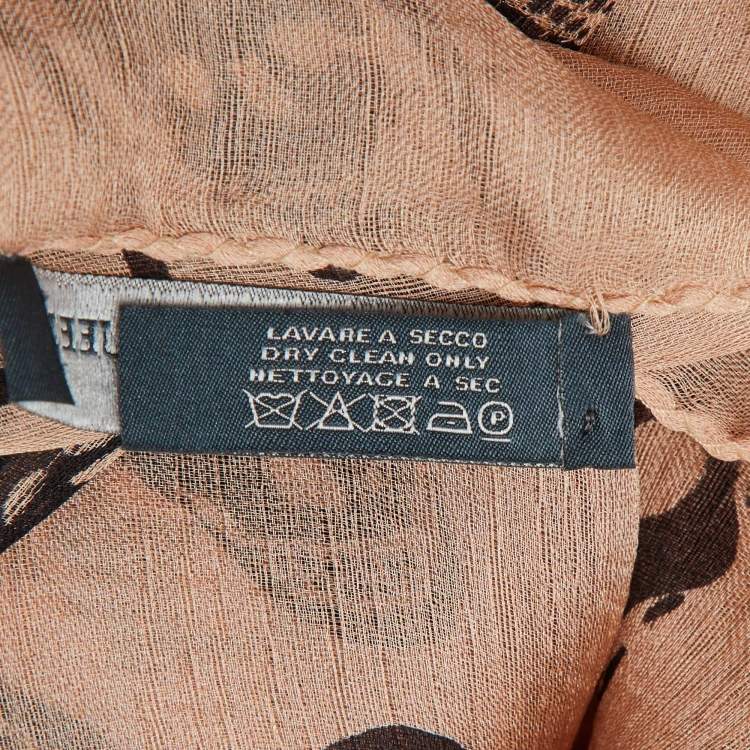 LAVARE A SECCO
DRY CLEAN ONLY
NETTOYAGE A SEC
P